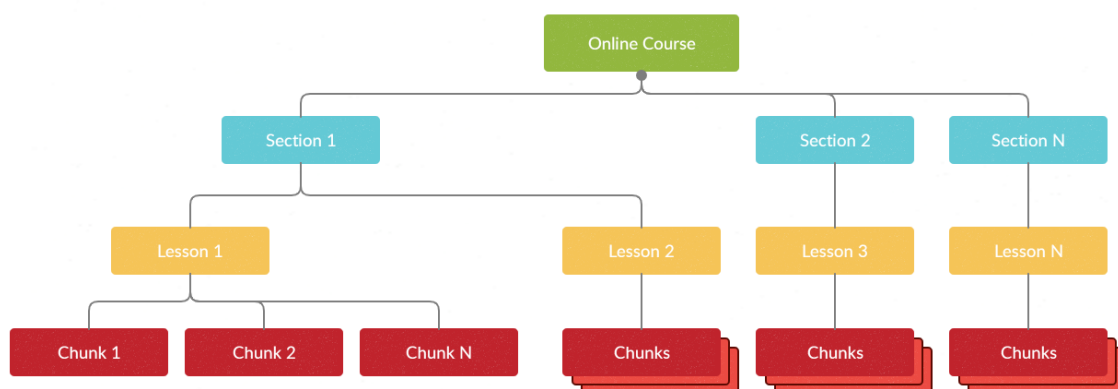 Online Course
Section 1
Section 2
Section N
Lesson 1
Lesson 2
Lesson 3
Lesson N
Chunk 1
Chunk 2
Chunk N
Chunks
Chunks
Chunks